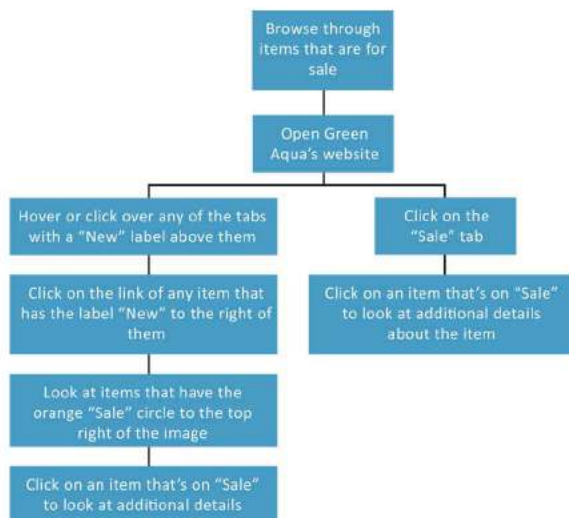 Browse through
items that are for
sale
Open Green
Aqua's website
Hover or click over any of the tabs
with a "New" label above them
Click on the link of any item that
has the label "New" to the right of
them
Look at items that have the
orange "Sale" circle to the top
right of the image
Click on an item that's on "Sale"
to look at additional details
Click on the
"Sale" tab
Click on an item that's on "Sale"
to look at additional details
about the item